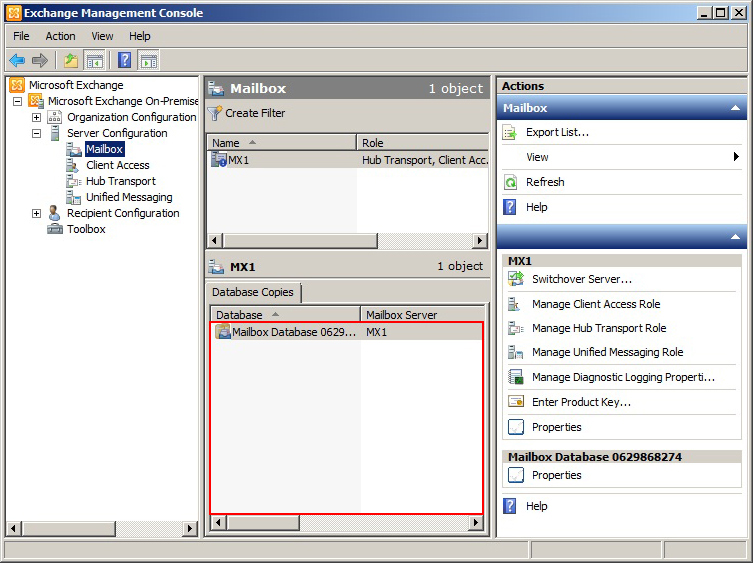 Exchange Management Console
File Action View Help
Microsoft Exchange
Microsoft Exchange On-Premise
Organization Configuration
Server Configuration
Mailbox
Client Access
Hub Transport
Unified Messaging
Recipient Configuration
Toolbox
Mailbox 1 object
Create Filter
Name Role
MX1 Hub Transport, Client Acc...
MX1 1 object
Database Copies
Database Mailbox Server
Mailbox Database 0629... MX1
Actions
Mailbox
Export List...
View
Refresh
Help
MX1
Switchover Server...
Manage Client Access Role
Manage Hub Transport Role
Manage Unified Messaging Role
Manage Diagnostic Logging Properti...
Enter Product Key...
Properties
Mailbox Database 0629868274
Properties
Help